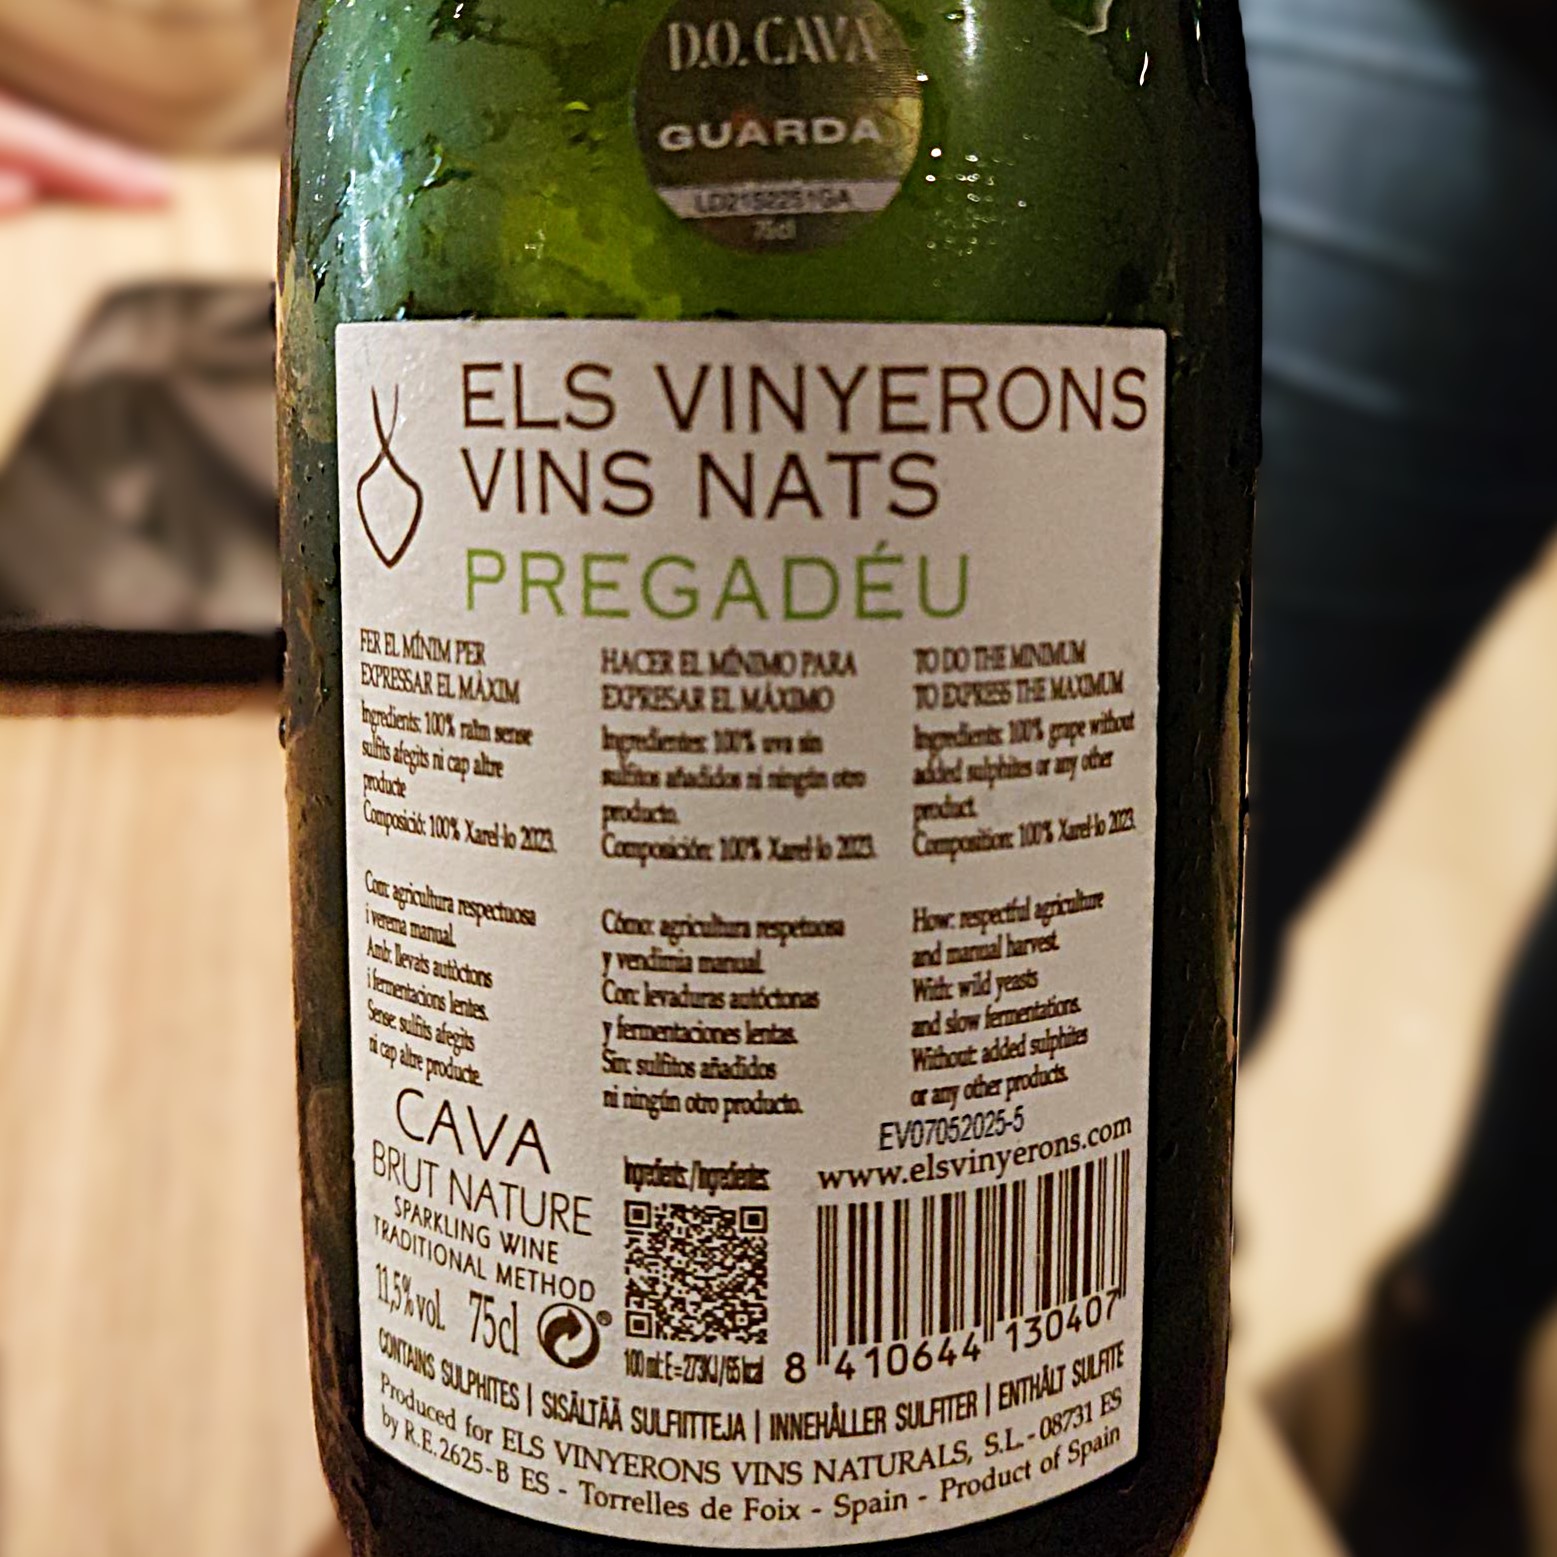 D.O. CAVA
GUARDA
75cl
ELS VINYERONS
VINS NATS
PREGADÉU
FER EL MÍNIM PER
EXPRESSAR EL MÀXIM
Ingredients: 100% raïm sense
sulfits afegits ni cap altre
producte
Composició: 100% Xarel·lo 2023.
Com: agricultura respectuosa
i verema manual.
Amb: llevats autòctons
i fermentacions lentes.
Sense: sulfits afegits
ni cap altre producte.
HACER EL MÍNIMO PARA
EXPRESAR EL MÁXIMO
Ingredientes: 100% uva sin
sulfitos añadidos ni ningún otro
producto.
Composición: 100% Xarel·lo 2023.
Cómo: agricultura respetuosa
y vendimia manual.
Con: levaduras autóctonas
y fermentaciones lentas.
Sin: sulfitos añadidos
ni ningún otro producto.
TO DO THE MINIMUM
TO EXPRESS THE MAXIMUM
Ingredients: 100% grape without
added sulphites or any other
product.
Composition: 100% Xarel·lo 2023.
How: respectful agriculture
and manual harvest.
With: wild yeasts
and slow fermentations.
Without: added sulphites
or any other products.
EV07052025-5
www.elsvinyerons.com
CAVA
BRUT NATURE
SPARKLING WINE
TRADITIONAL METHOD
11,5% vol. 75cl
Ingredients:/Ingredientes:
100 ml: E=273KJ/65kcal
8 410644 130407
CONTAINS SULPHITES | SISÄLTÄÄ SULFIITTEJA | INNEHÅLLER SULFITER | ENTHÄLT SULFITE
Produced for ELS VINYERONS VINS NATURALS, S.L. - 08731 ES
by R.E. 2625-B ES - Torrelles de Foix - Spain - Product of Spain